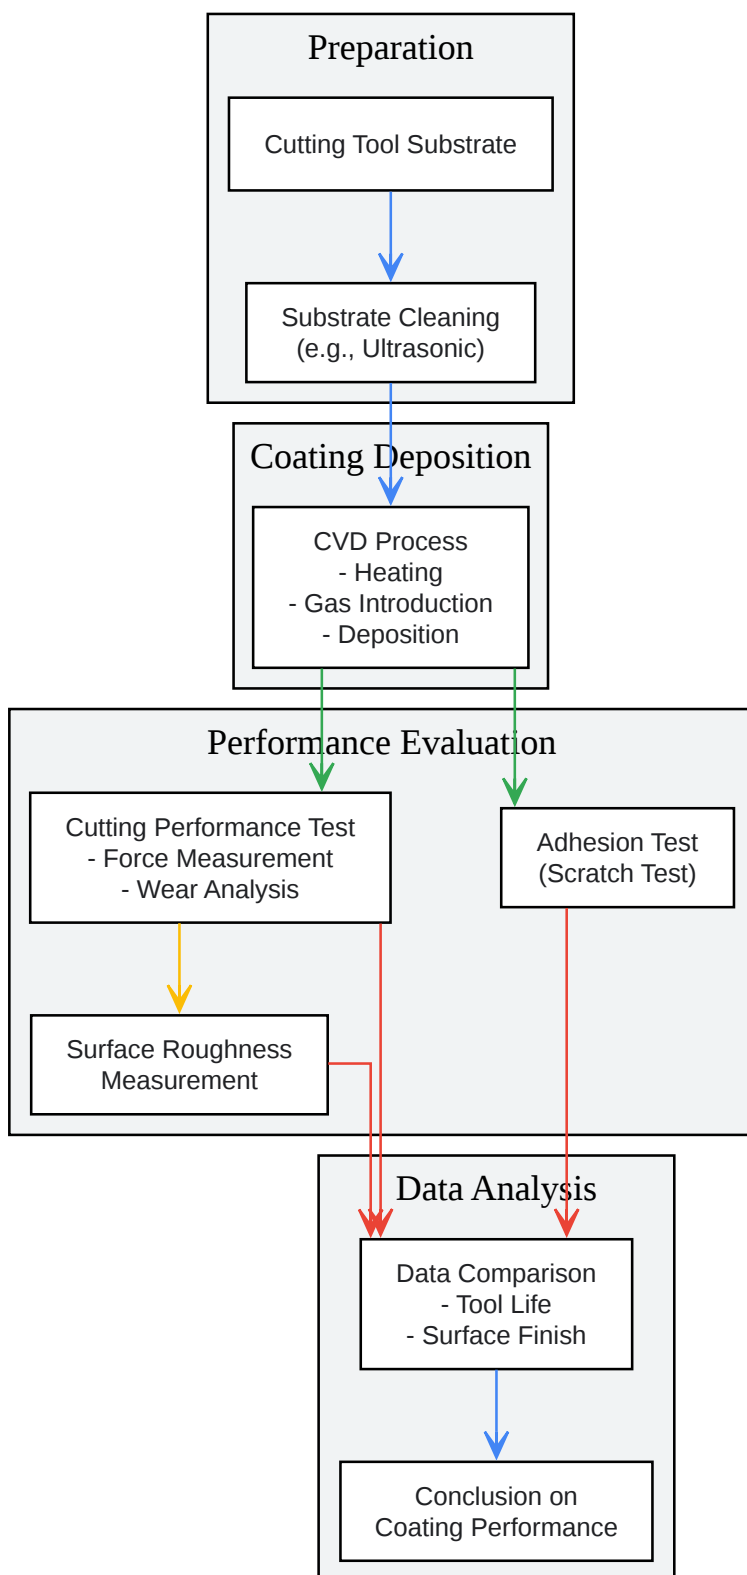 Preparation
Cutting Tool Substrate
Substrate Cleaning
(e.g., Ultrasonic)
Coating Deposition
CVD Process
- Heating
- Gas Introduction
- Deposition
Performance Evaluation
Cutting Performance Test
- Force Measurement
- Wear Analysis
Adhesion Test
(Scratch Test)
Surface Roughness
Measurement
Data Analysis
Data Comparison
- Tool Life
- Surface Finish
Conclusion on
Coating Performance